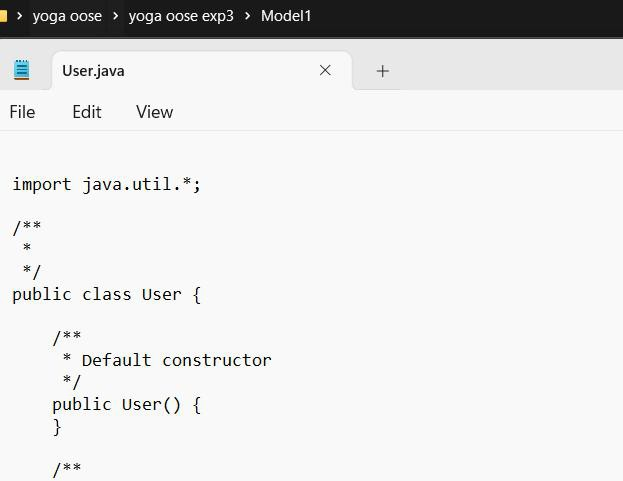 yoga oose > yoga oose exp3 > Model1
User.java
File Edit View
import java.util.*;
/**
 *
 */
public class User {
    /**
     * Default constructor
     */
    public User() {
    }
    /**